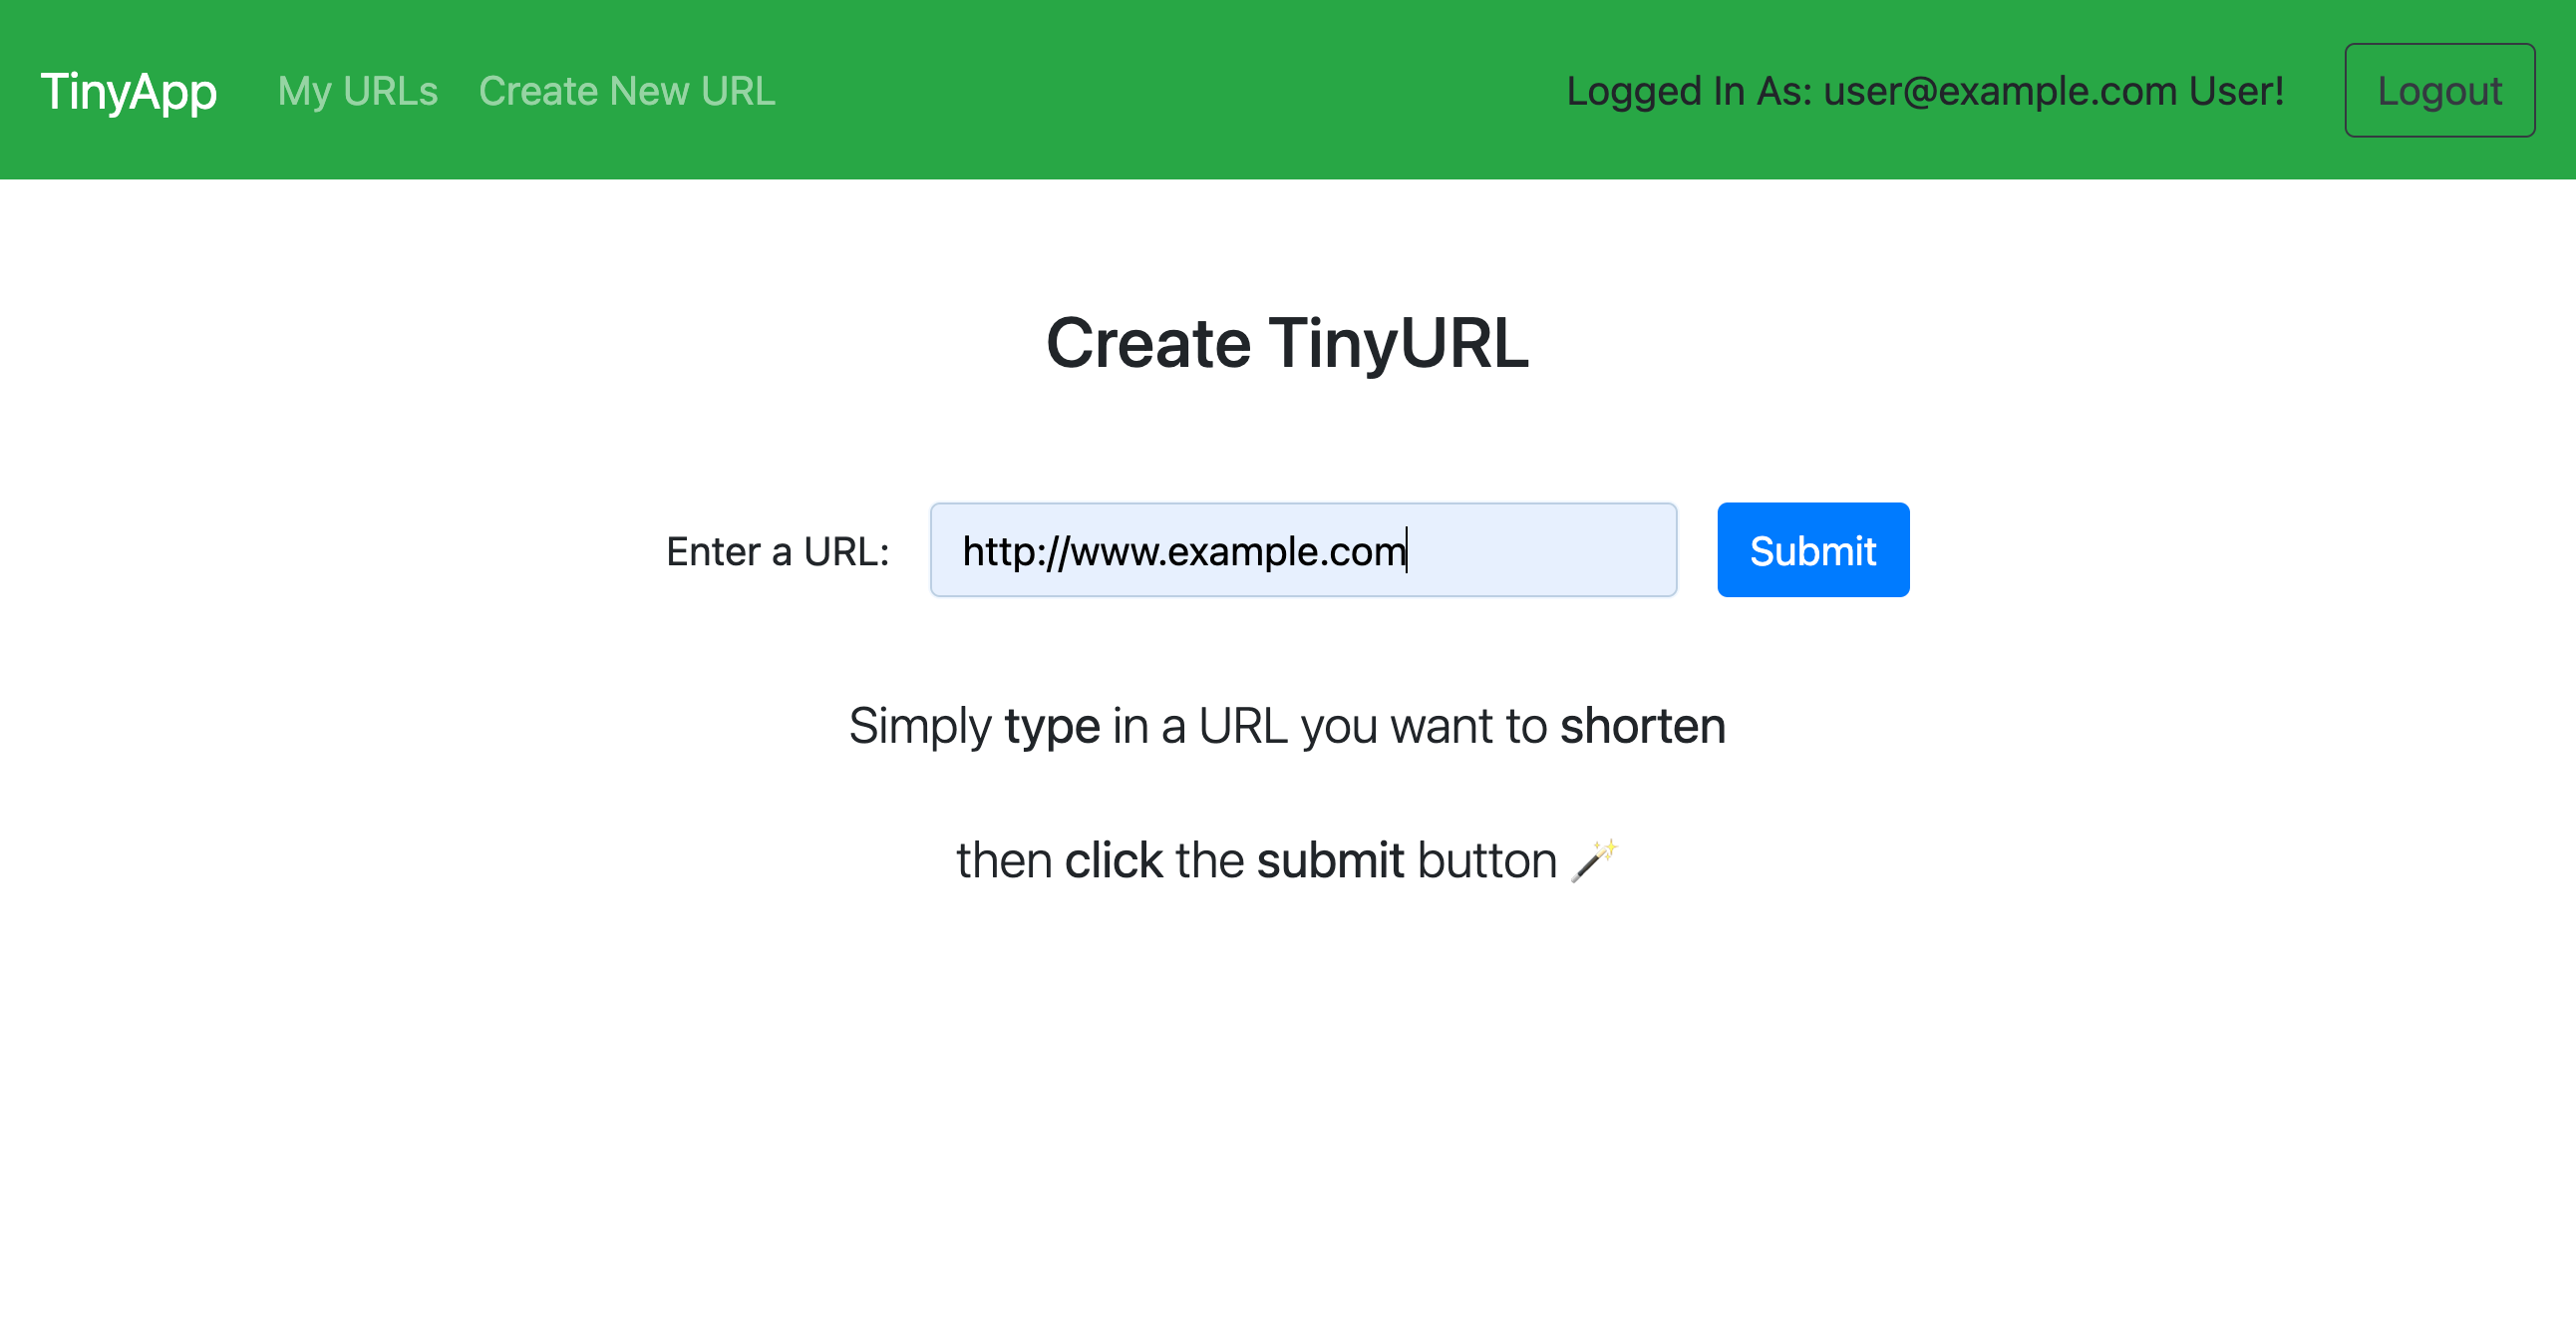 TinyApp My URLs Create New URL Logged In As: user@example.com User! Logout
Create TinyURL
Enter a URL: http://www.example.com Submit
Simply type in a URL you want to shorten
then click the submit button 🪄